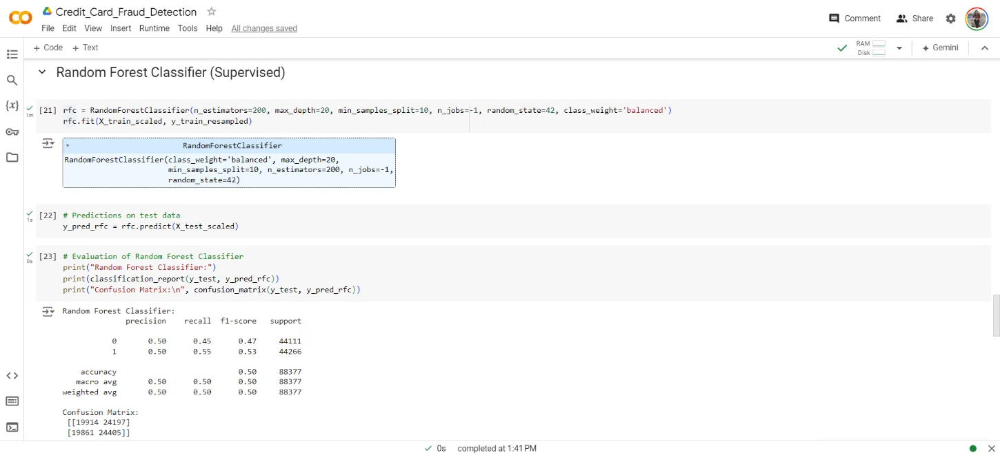 Credit_Card_Fraud_Detection
Comment Share
File Edit View Insert Runtime Tools Help All changes saved
+ Code + Text
RAM
Disk
Gemini
Random Forest Classifier (Supervised)
[21] rfc = RandomForestClassifier(n_estimators=200, max_depth=20, min_samples_split=10, n_jobs=-1, random_state=42, class_weight='balanced')
rfc.fit(X_train_scaled, y_train_resampled)
1m
RandomForestClassifier
RandomForestClassifier(class_weight='balanced', max_depth=20,
min_samples_split=10, n_estimators=200, n_jobs=-1,
random_state=42)
[22] # Predictions on test data
1s
y_pred_rfc = rfc.predict(X_test_scaled)
[23] # Evaluation of Random Forest Classifier
0s
print("Random Forest Classifier:")
print(classification_report(y_test, y_pred_rfc))
print("Confusion Matrix:\n", confusion_matrix(y_test, y_pred_rfc))
Random Forest Classifier:
precision recall f1-score support
0 0.50 0.45 0.47 44111
1 0.50 0.55 0.53 44266
accuracy 0.50 88377
macro avg 0.50 0.50 0.50 88377
weighted avg 0.50 0.50 0.50 88377
Confusion Matrix:
[[19914 24197]
[19861 24405]]
0s completed at 1:41 PM